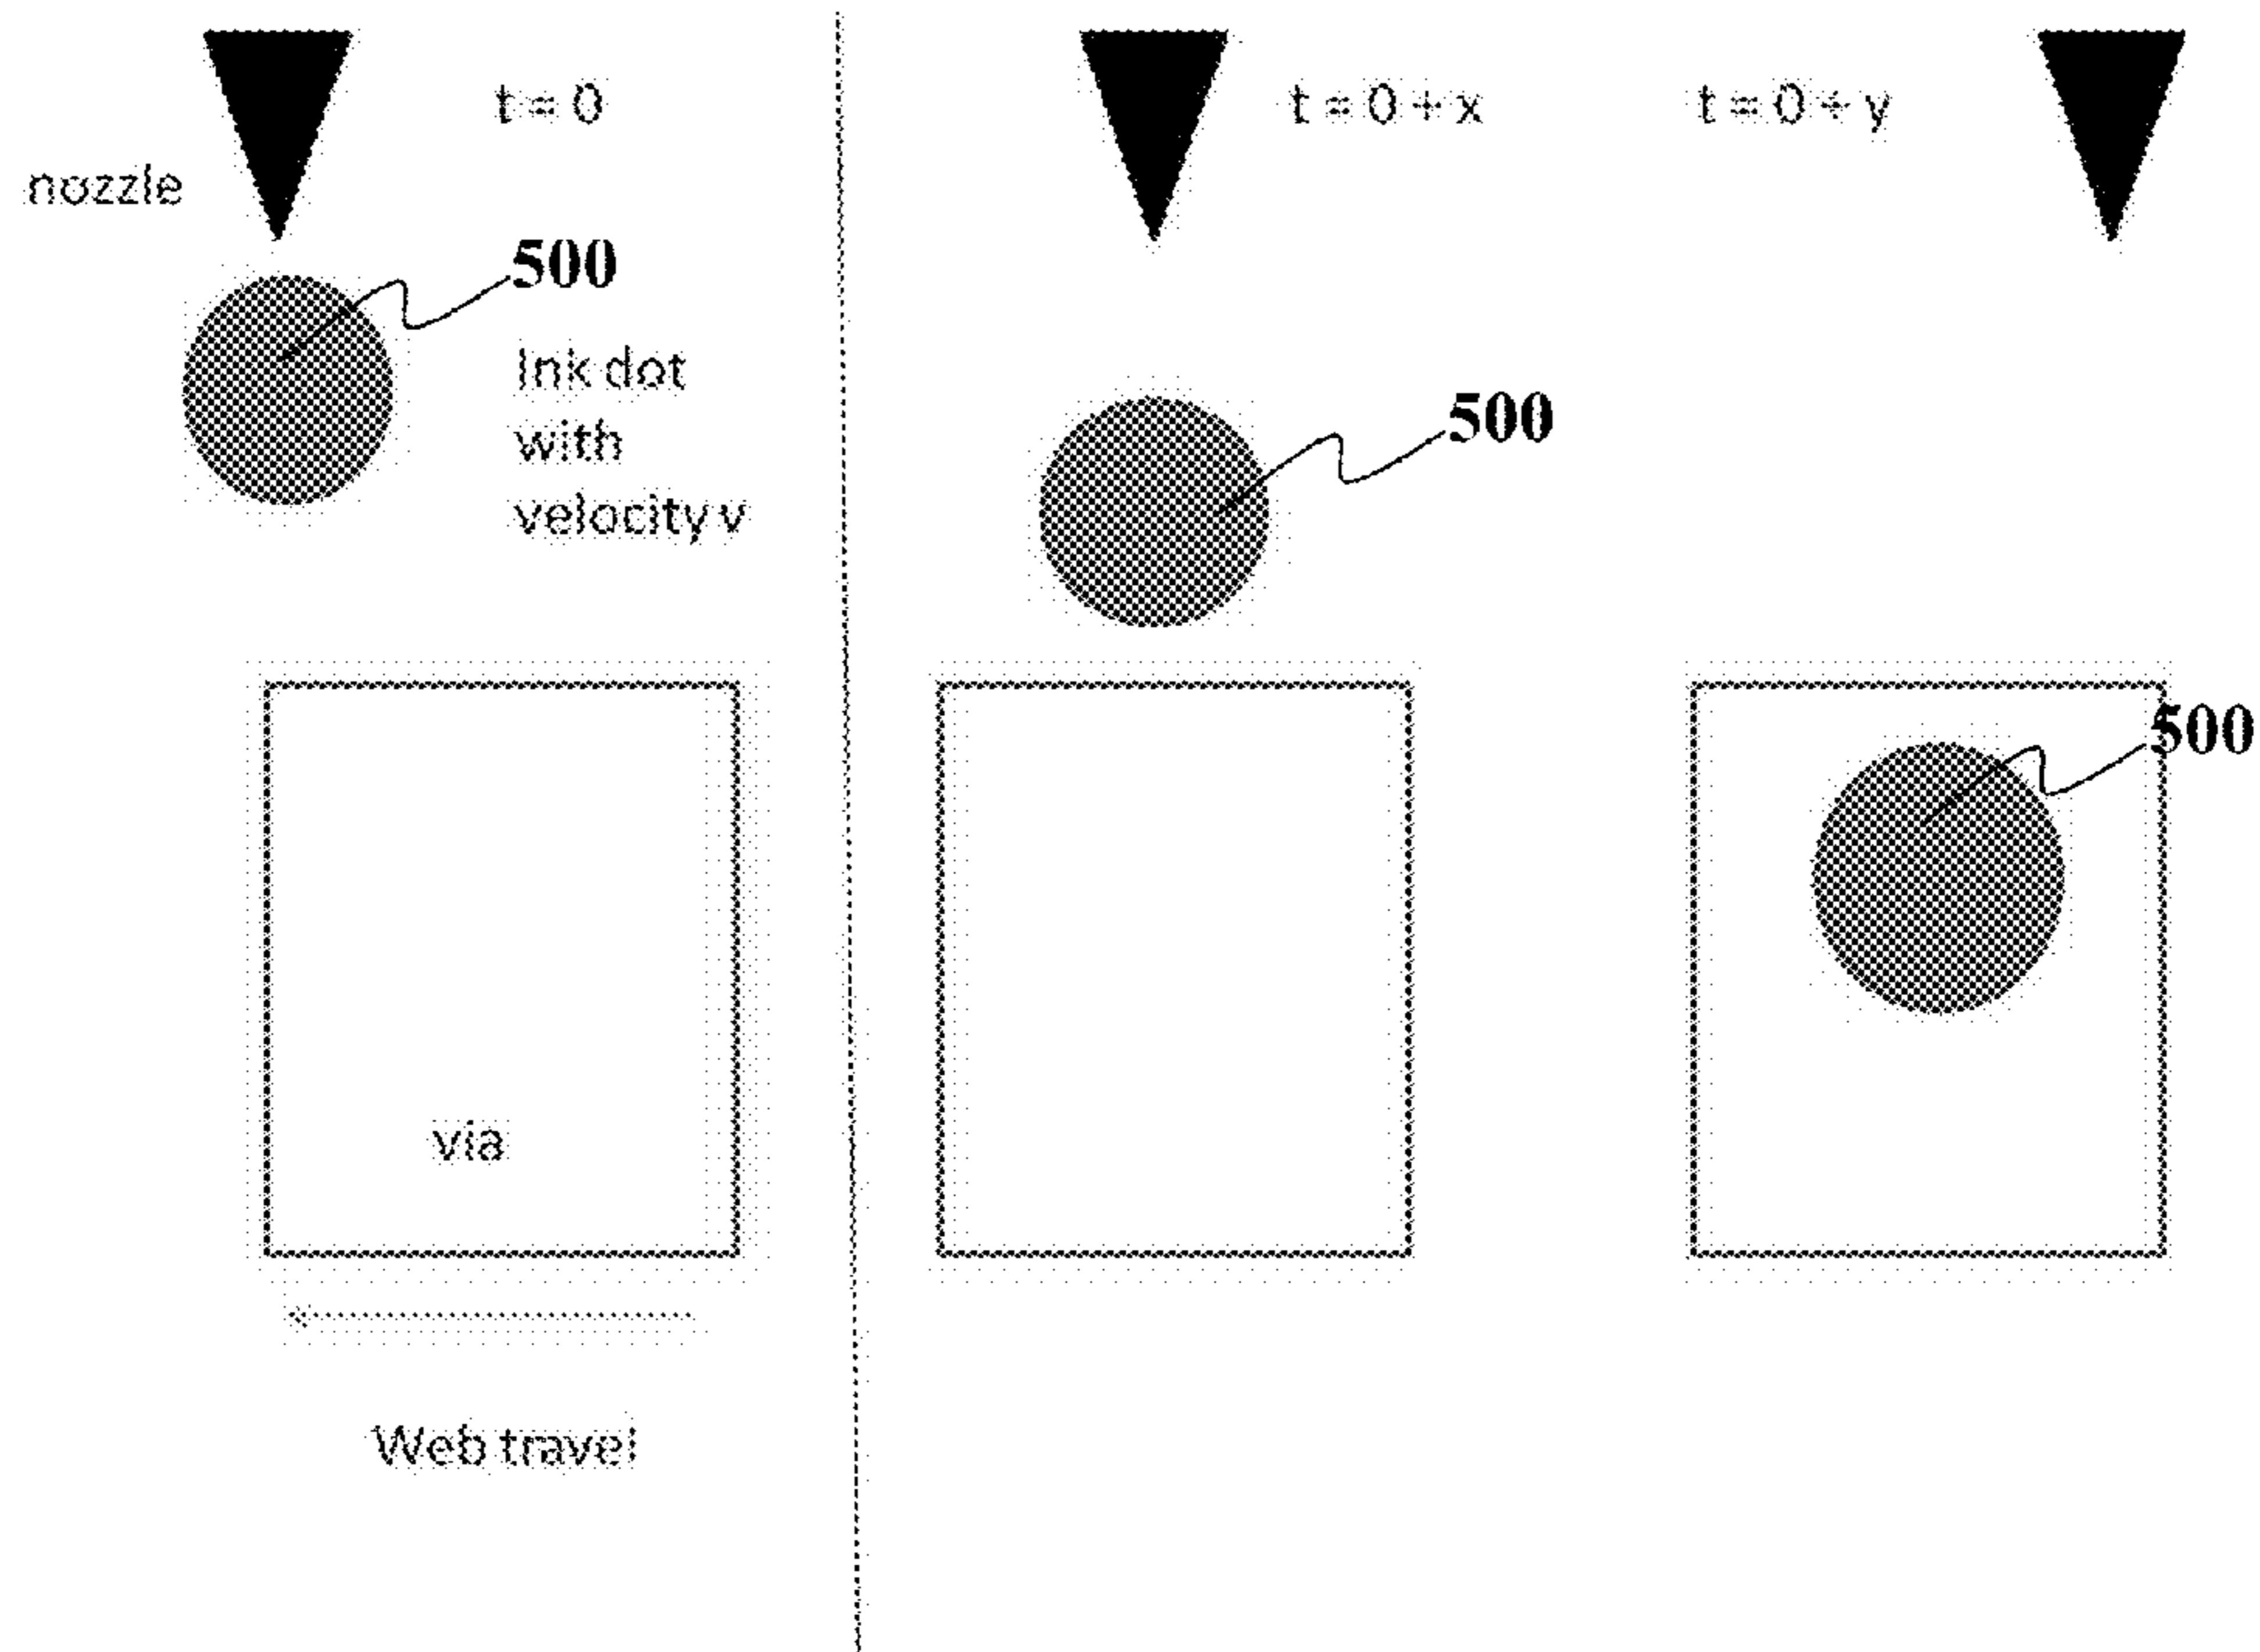 t = 0
nozzle
500
Ink dot
with
velocity v
via
Web travel
t = 0 + x
500
t = 0 + y
500